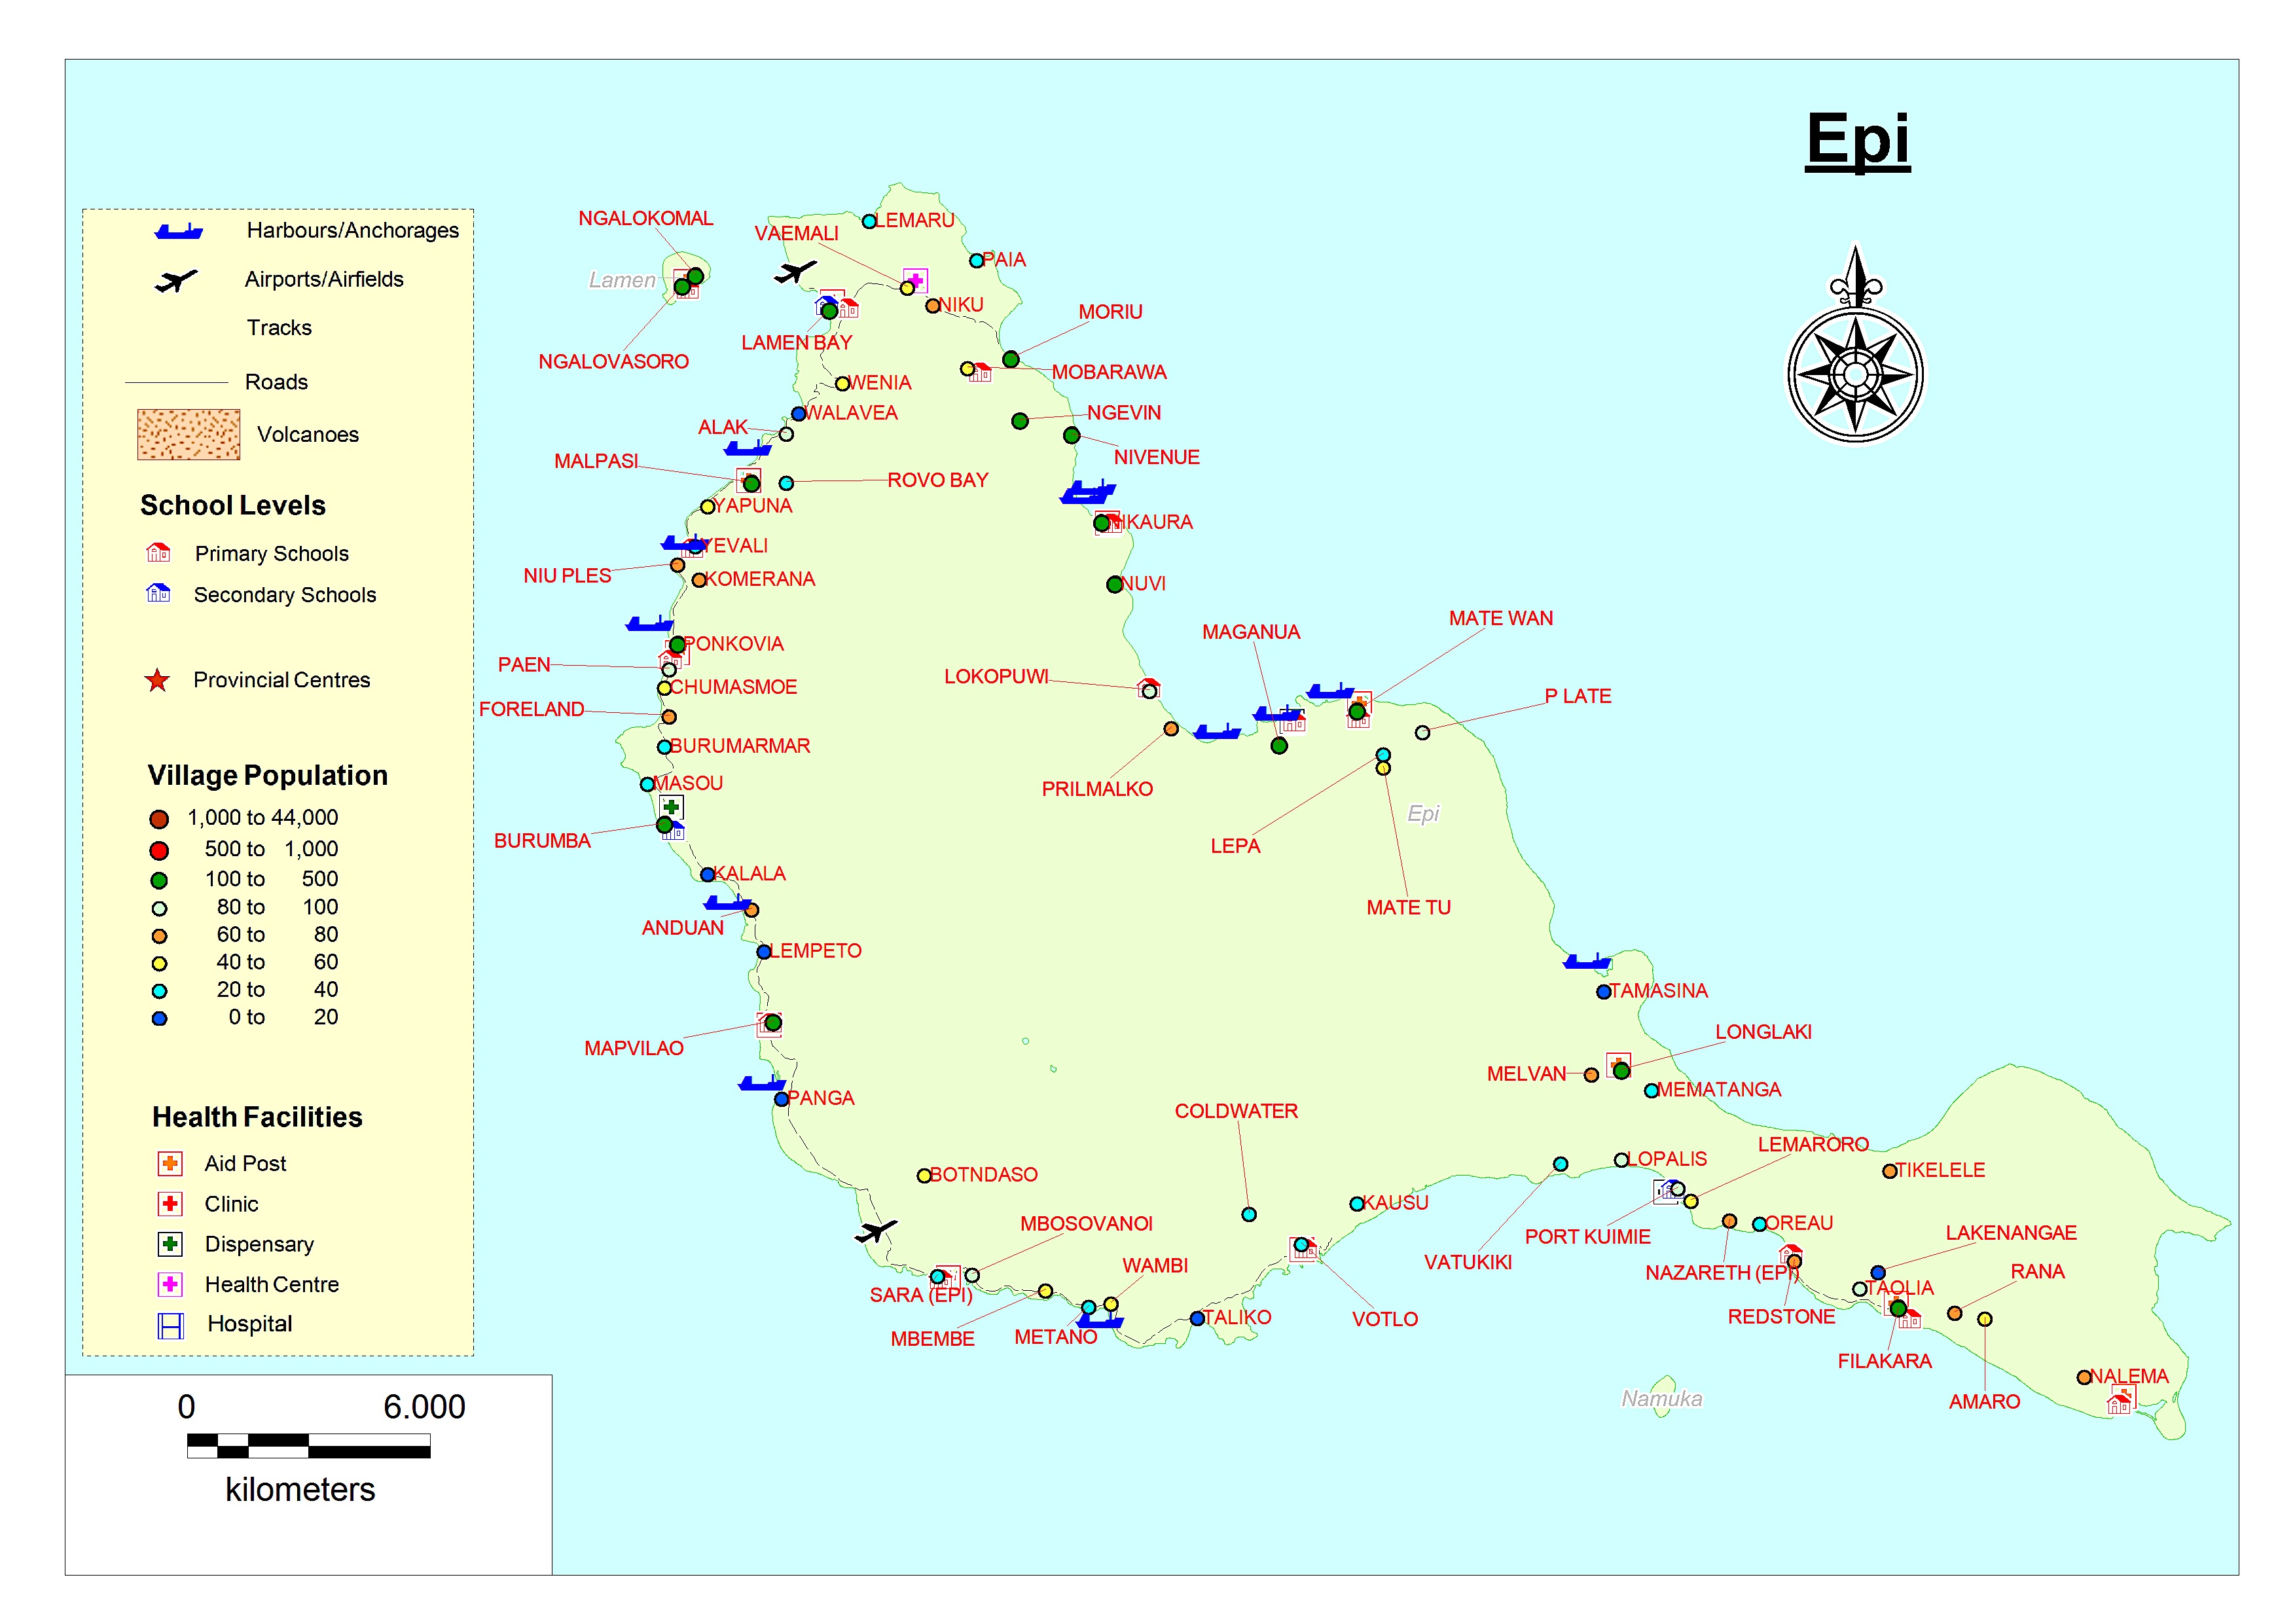 Epi
Harbours/Anchorages
Airports/Airfields
Tracks
Roads
Volcanoes
School Levels
Primary Schools
Secondary Schools
Provincial Centres
Village Population
1,000 to 44,000
500 to 1,000
100 to 500
80 to 100
60 to 80
40 to 60
20 to 40
0 to 20
Health Facilities
Aid Post
Clinic
Dispensary
Health Centre
Hospital
0 6.000
kilometers
NGALOKOMAL
LEMARU
VAEMALI
PAIA
Lamen
NIKU
MORIU
LAMEN BAY
NGALOVASORO
MOBARAWA
WENIA
WALAVEA
NGEVIN
ALAK
NIVENUE
MALPASI
ROVO BAY
YAPUNA
NIKAURA
YEVALI
NIU PLES
KOMERANA
NUVI
MATE WAN
MAGANUA
PONKOVIA
PAEN
LOKOPUWI
CHUMASMOE
P LATE
FORELAND
BURUMARMAR
MASOU
PRILMALKO
Epi
BURUMBA
LEPA
KALALA
MATE TU
ANDUAN
LEMPETO
TAMASINA
LONGLAKI
MAPVILAO
MELVAN
MEMATANGA
PANGA
COLDWATER
LEMARORO
LOPALIS
TIKELELE
BOTNDASO
KAUSU
MBOSOVANOI
OREAU
PORT KUIMIE
LAKENANGAE
VATUKIKI
WAMBI
NAZARETH (EPI)
RANA
TAOLIA
SARA (EPI)
REDSTONE
TALIKO
VOTLO
METANO
MBEMBE
FILAKARA
NALEMA
Namuka
AMARO